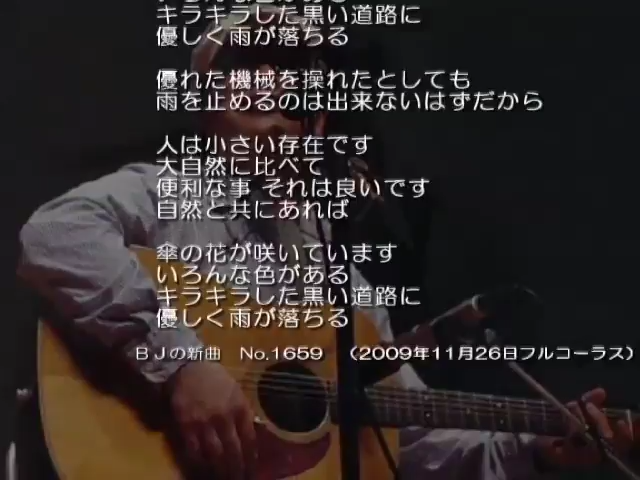 キラキラした黒い道路に
優しく雨が落ちる
優れた機械を操れたとしても
雨を止めるのは出来ないはずだから
人は小さい存在です
大自然に比べて
便利な事 それは良いです
自然と共にあれば
傘の花が咲いています
いろんな色がある
キラキラした黒い道路に
優しく雨が落ちる
ＢＪの新曲　No.1659　（2009年11月26日フルコーラス）